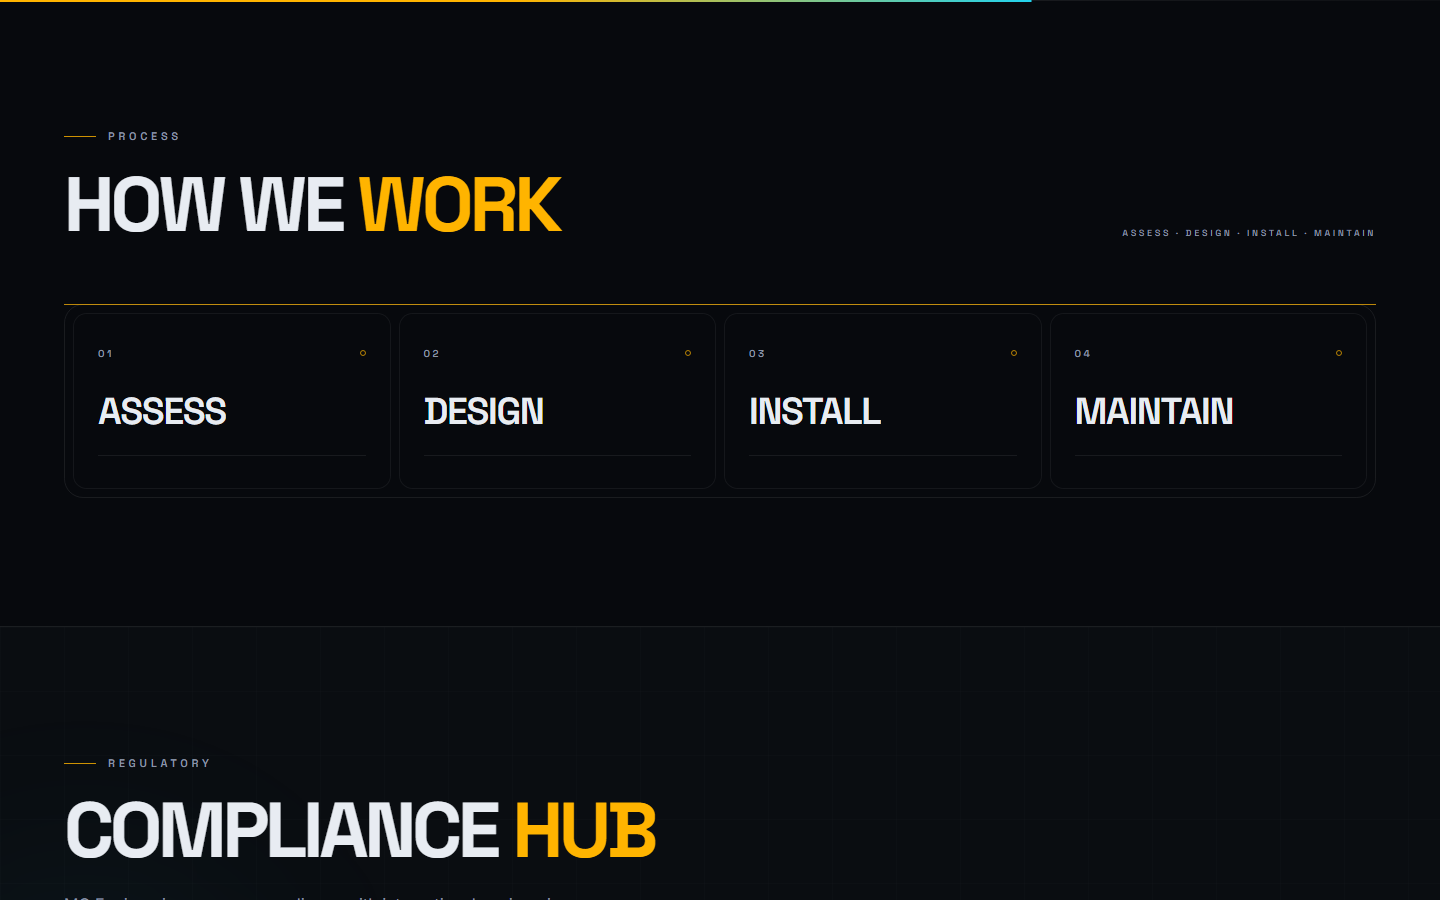 PROCESS
HOW WE WORK
ASSESS · DESIGN · INSTALL · MAINTAIN
01
ASSESS
02
DESIGN
03
INSTALL
04
MAINTAIN
REGULATORY
COMPLIANCE HUB